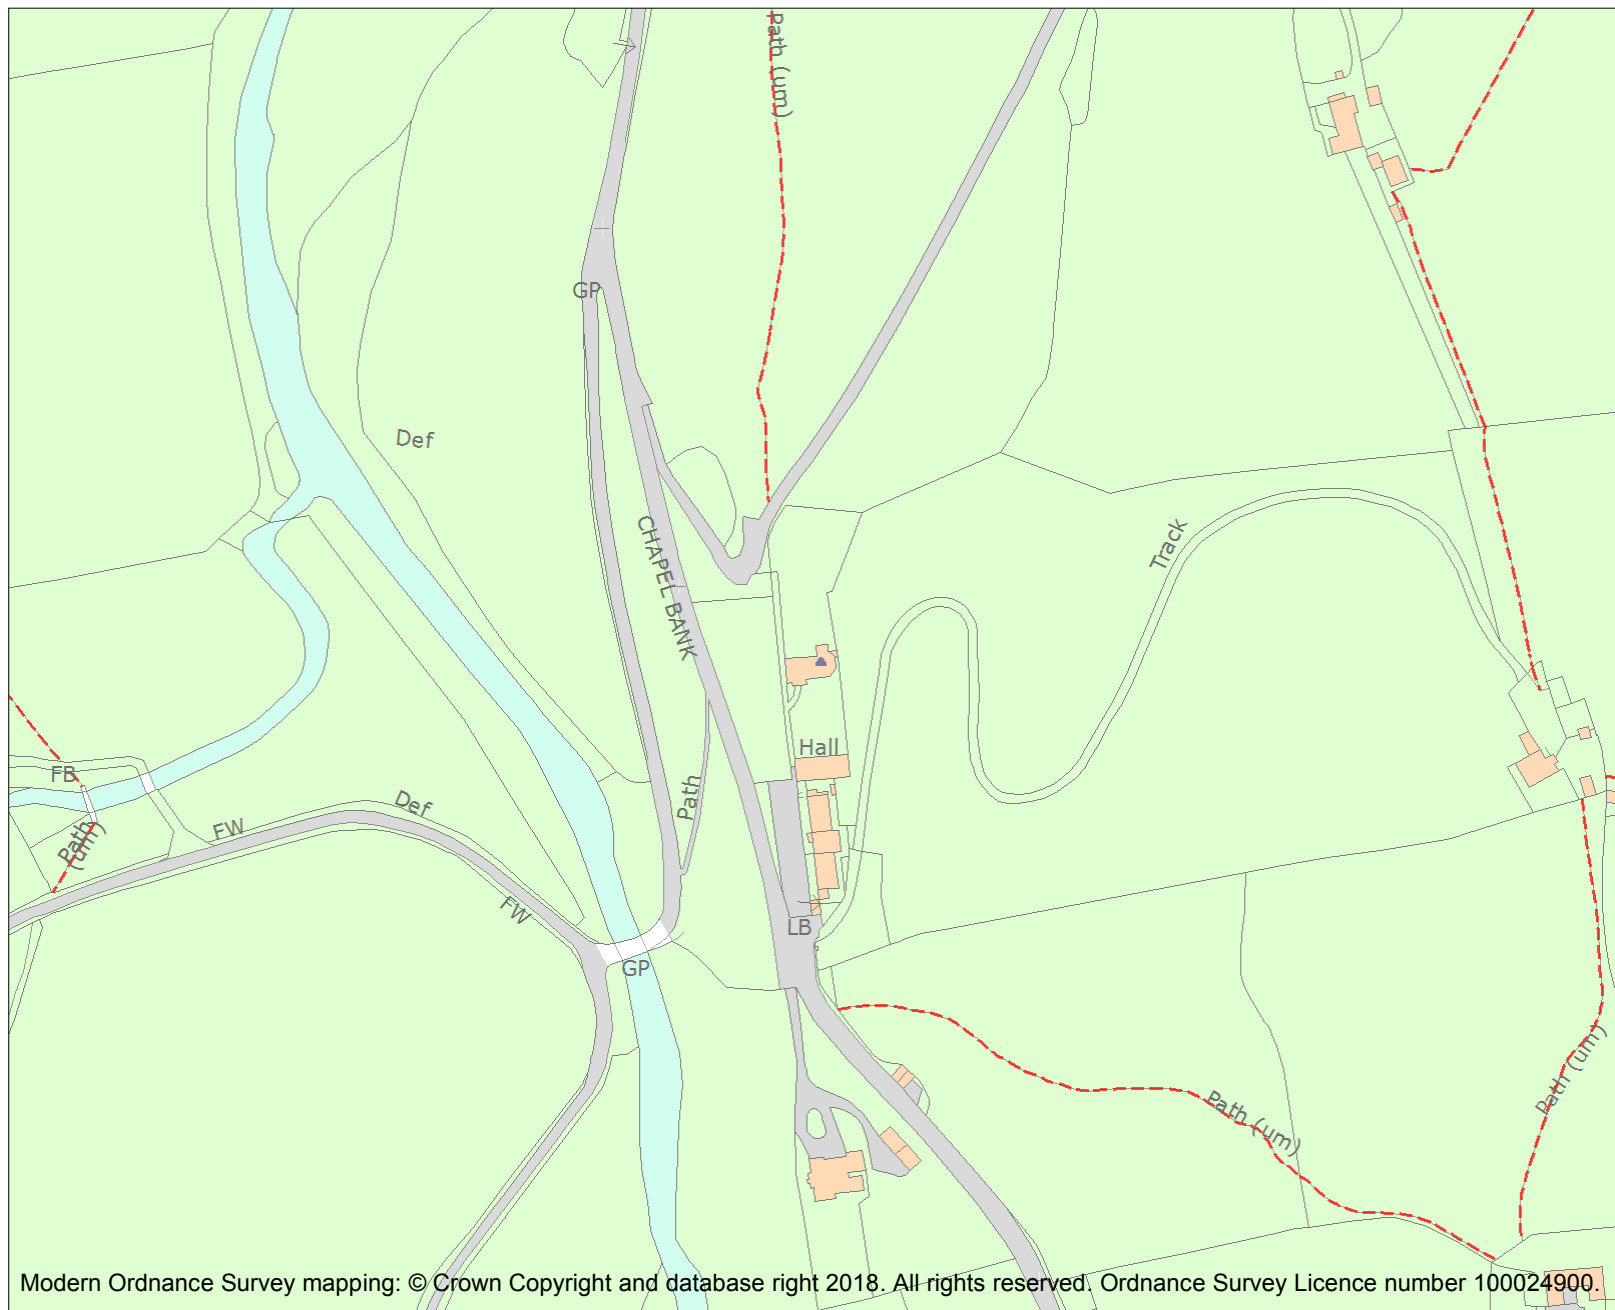 Path (um)
GP
Def
CHAPEL BANK
Track
Hall
FB
Path
(um)
Def
FW
Path
FW
LB
GP
Path (um)
Path (um)
Modern Ordnance Survey mapping: © Crown Copyright and database right 2018. All rights reserved. Ordnance Survey Licence number 100024900.